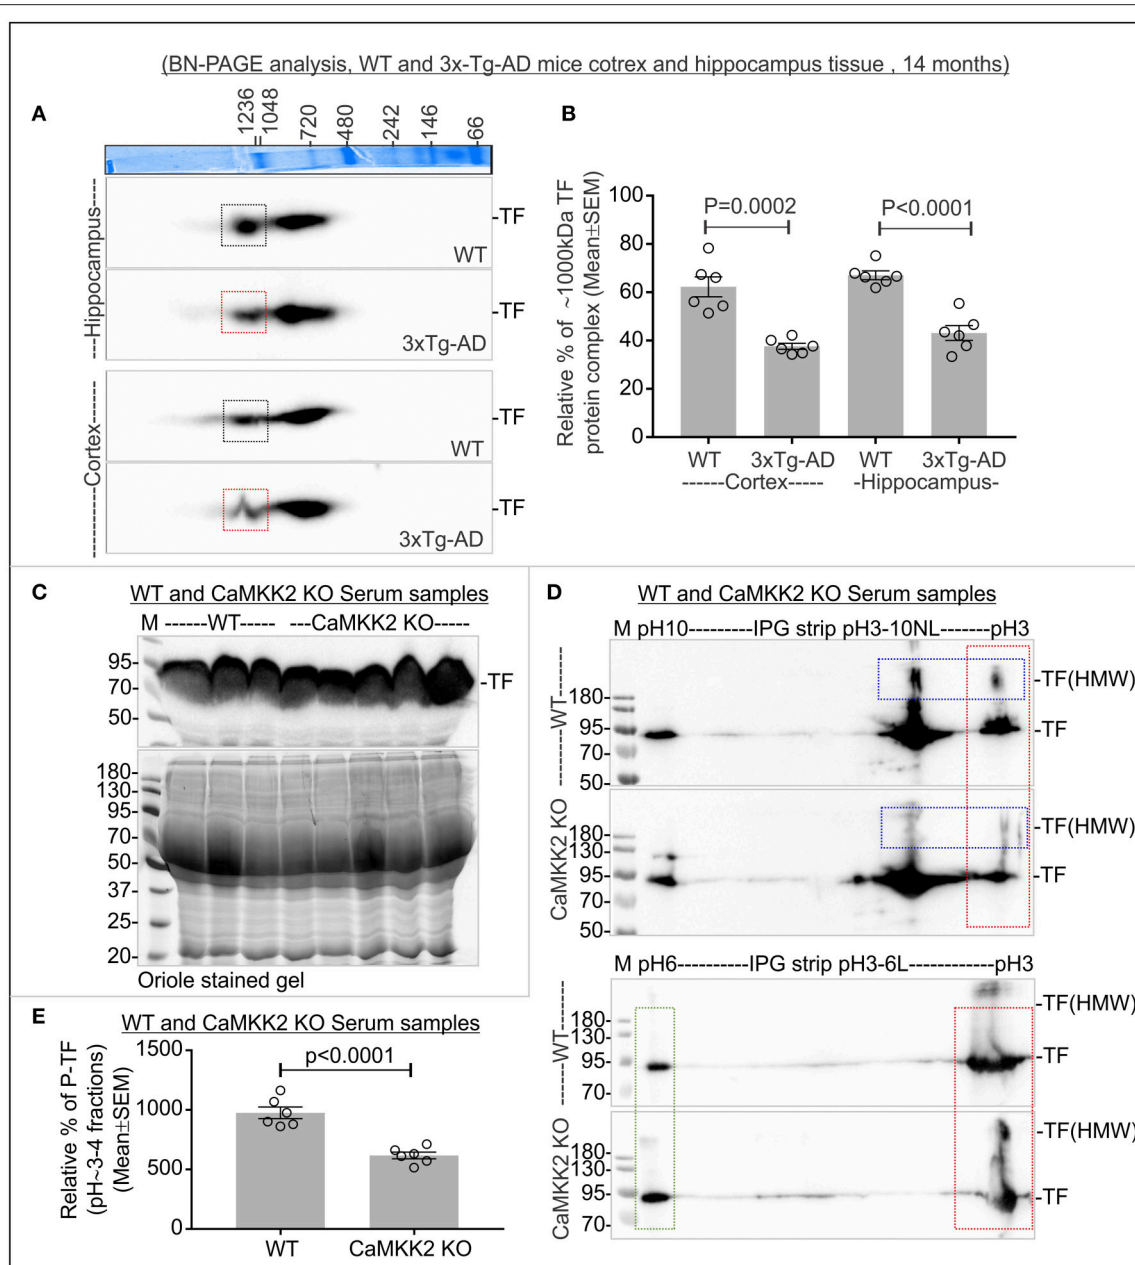 (BN-PAGE analysis, WT and 3x-Tg-AD mice cotrex and hippocampus tissue , 14 months)
A
1236
=1048
-720
-480
-242
-146
-66
---Hippocampus-----
-TF
WT
-TF
3xTg-AD
--------Cortex-------
-TF
WT
-TF
3xTg-AD
B
Relative % of ~1000kDa TF
protein complex (Mean±SEM)
100
80
60
40
20
0
P=0.0002
P<0.0001
WT 3xTg-AD WT 3xTg-AD
------Cortex----- -Hippocampus-
C
WT and CaMKK2 KO Serum samples
M ------WT----- ---CaMKK2 KO-----
95-
70-
50-
-TF
180-
130-
95-
70-
50-
37-
25-
20-
Oriole stained gel
D
WT and CaMKK2 KO Serum samples
M pH10----------IPG strip pH3-10NL-------pH3
--------WT--------
180-
95-
70-
50-
-TF(HMW)
-TF
CaMKK2 KO
180-
130-
95-
70-
50-
-TF(HMW)
-TF
M pH6-----------IPG strip pH3-6L-------------pH3
------WT------
180-
130-
95-
70-
-TF(HMW)
-TF
CaMKK2 KO
180-
130-
95-
70-
-TF(HMW)
-TF
E
WT and CaMKK2 KO Serum samples
Relative % of P-TF
(pH~3-4 fractions)
(Mean±SEM)
1500
1000
500
0
p<0.0001
WT CaMKK2 KO